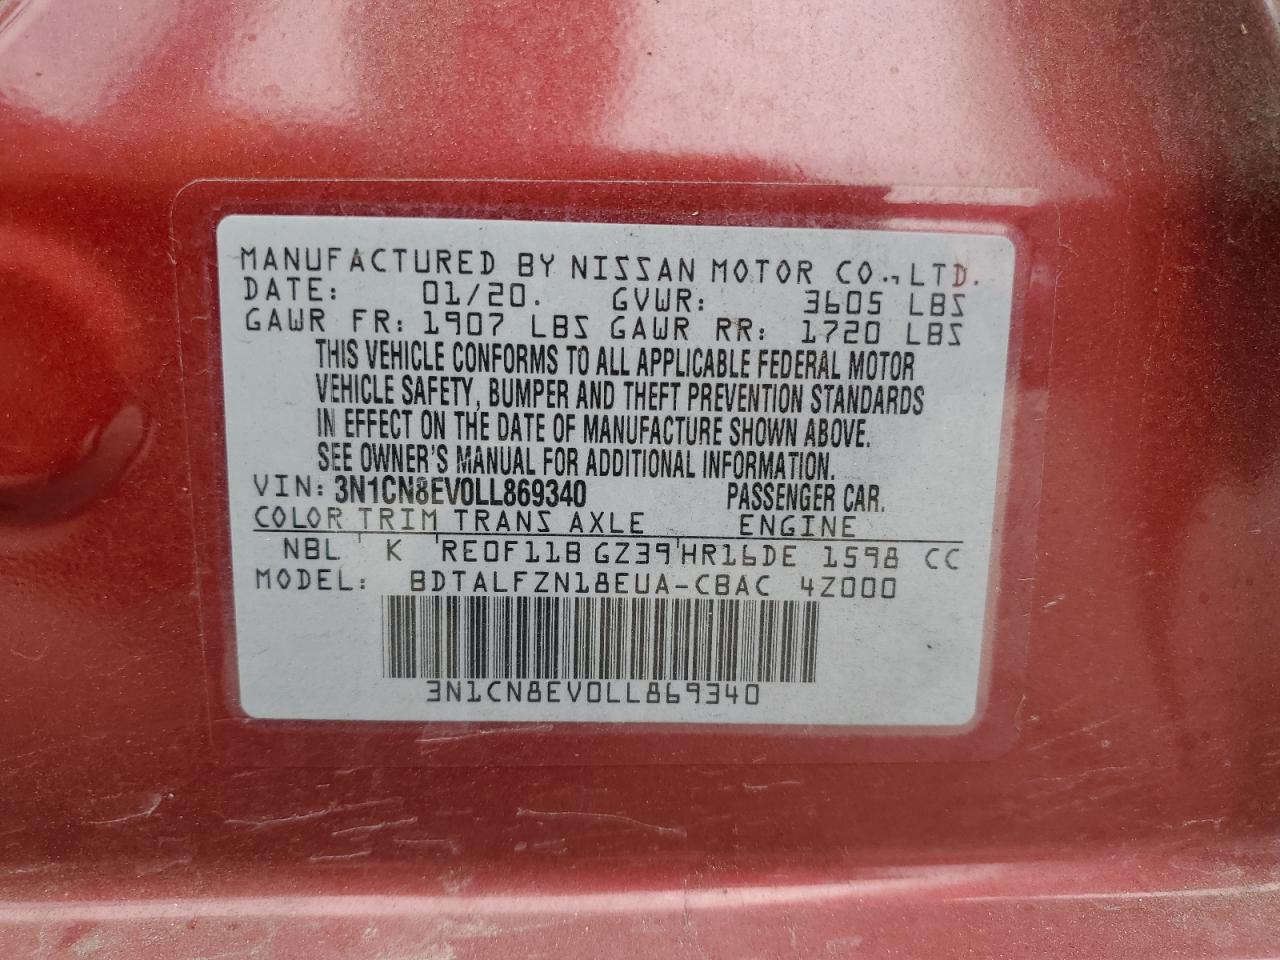 MANUFACTURED BY NISSAN MOTOR CO., LTD.
DATE: 01/20. GVWR: 3605 LBS
GAWR FR: 1907 LBS GAWR RR: 1720 LBS
THIS VEHICLE CONFORMS TO ALL APPLICABLE FEDERAL MOTOR
VEHICLE SAFETY, BUMPER AND THEFT PREVENTION STANDARDS
IN EFFECT ON THE DATE OF MANUFACTURE SHOWN ABOVE.
SEE OWNER'S MANUAL FOR ADDITIONAL INFORMATION.
VIN: 3N1CN8EV0LL869340 PASSENGER CAR.
COLOR TRIM TRANS AXLE ENGINE
NBL K RE0F11B GZ39 HR16DE 1598 CC
MODEL: BDTALFZN18EUA-CBAC 4Z000
3N1CN8EV0LL869340